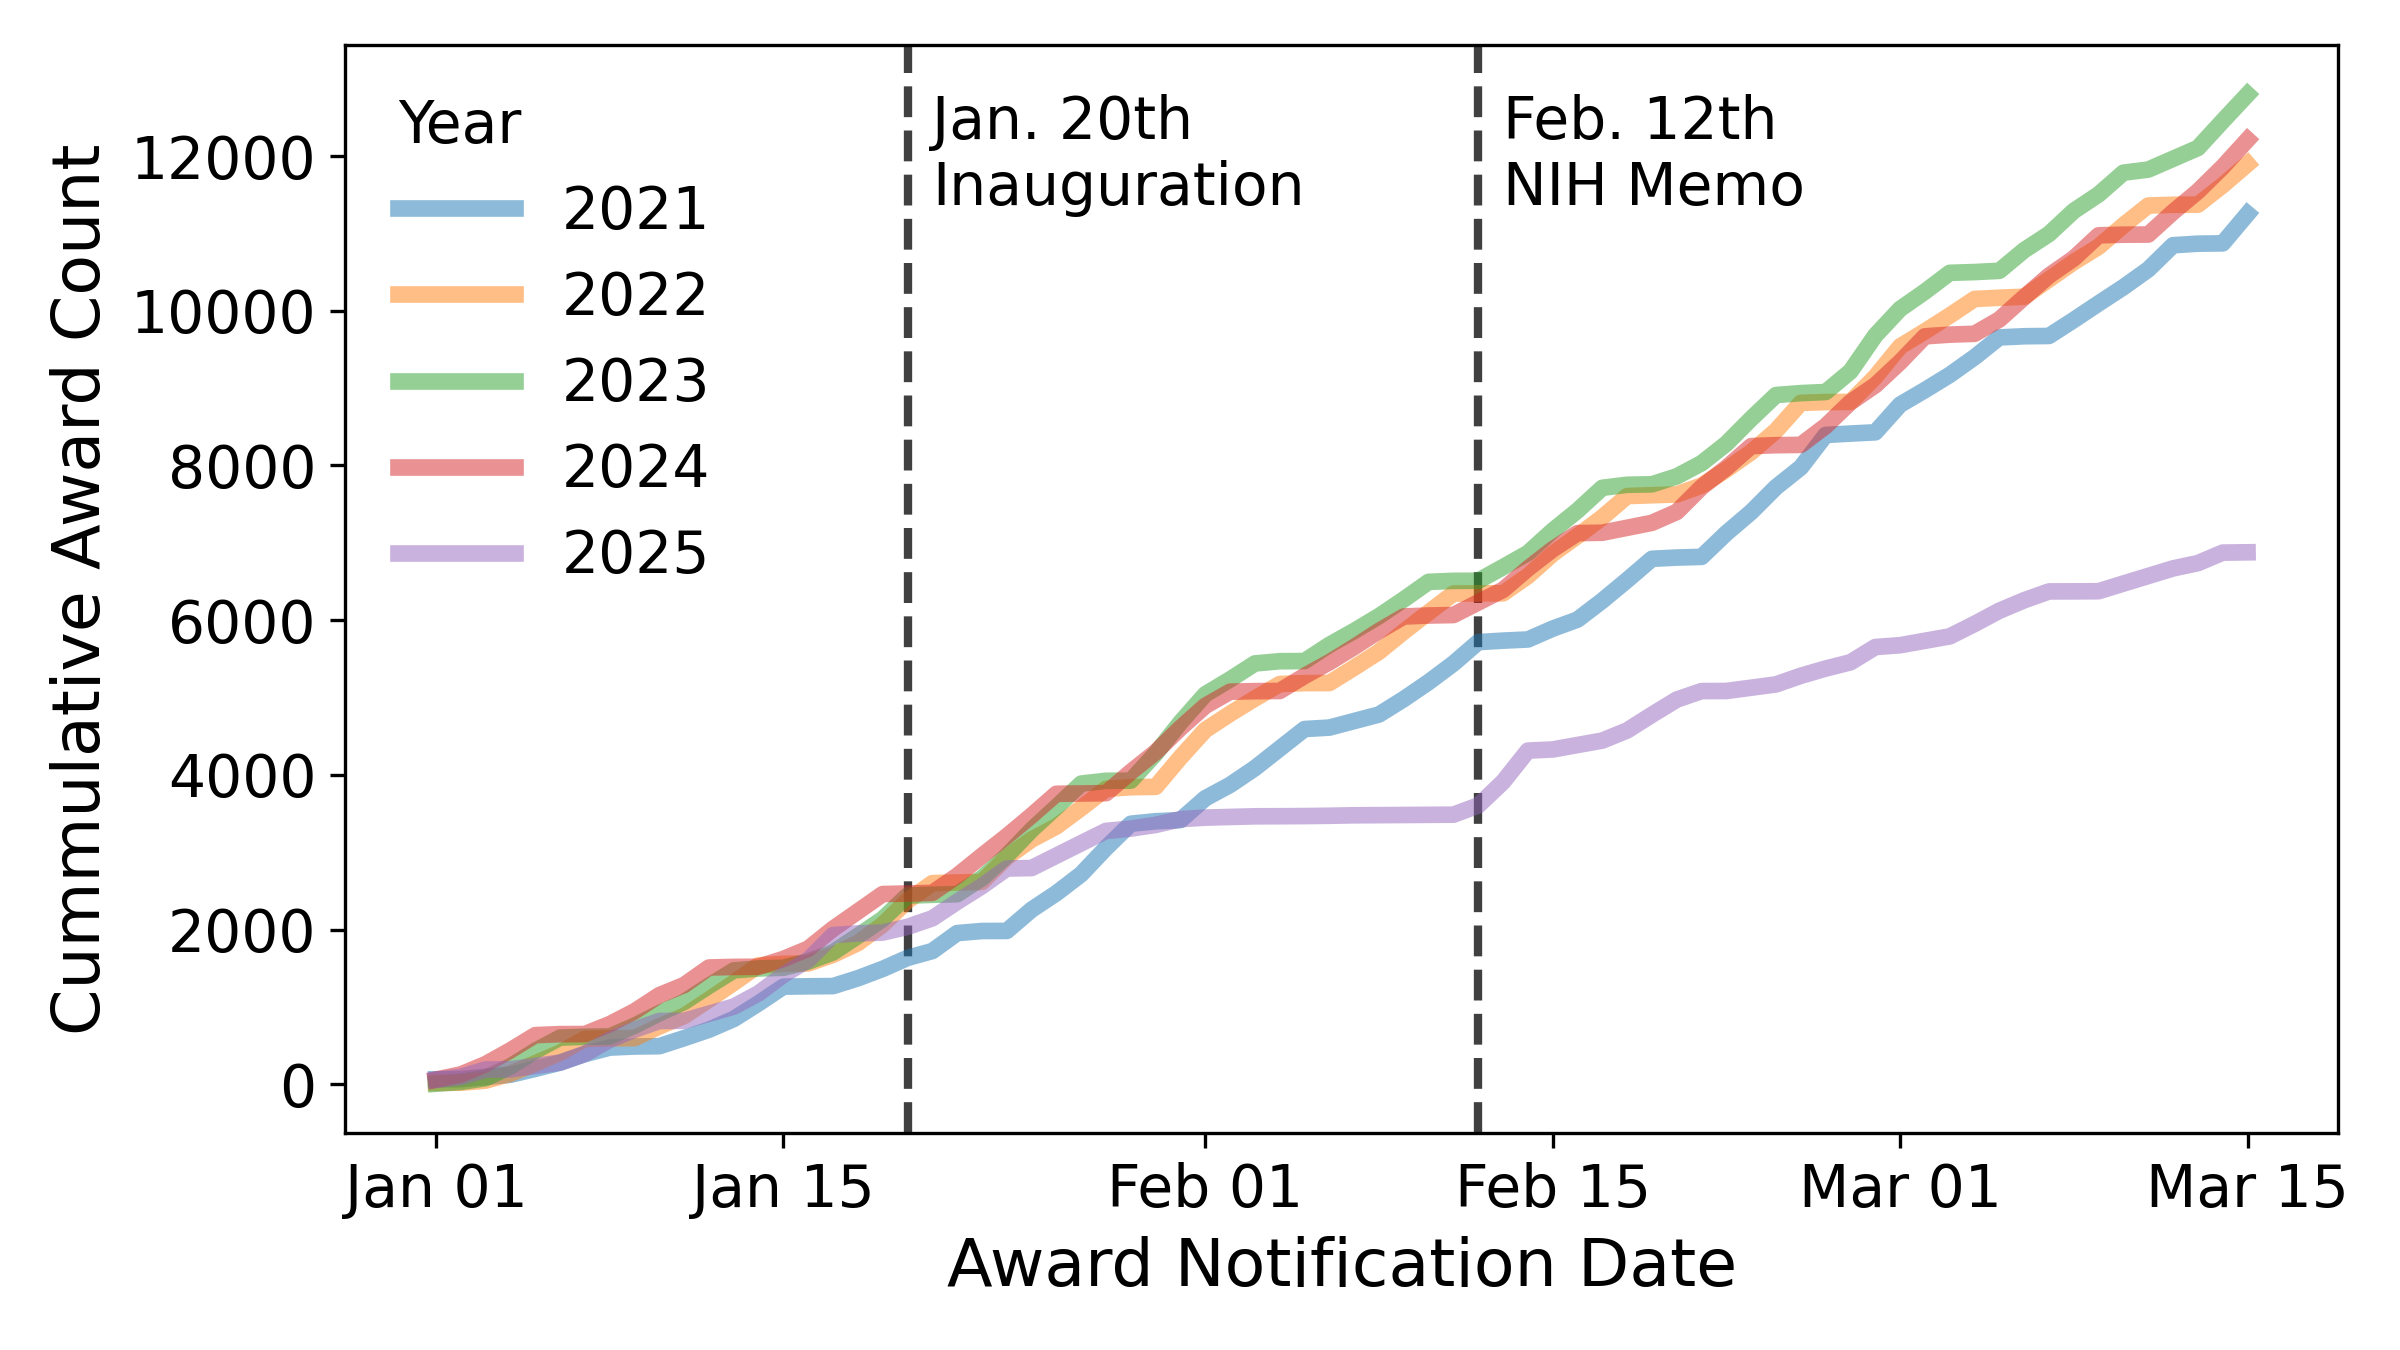 Year
2021
2022
2023
2024
2025
Jan. 20th
Inauguration
Feb. 12th
NIH Memo
Cummulative Award Count
12000
10000
8000
6000
4000
2000
0
Jan 01
Jan 15
Feb 01
Feb 15
Mar 01
Mar 15
Award Notification Date